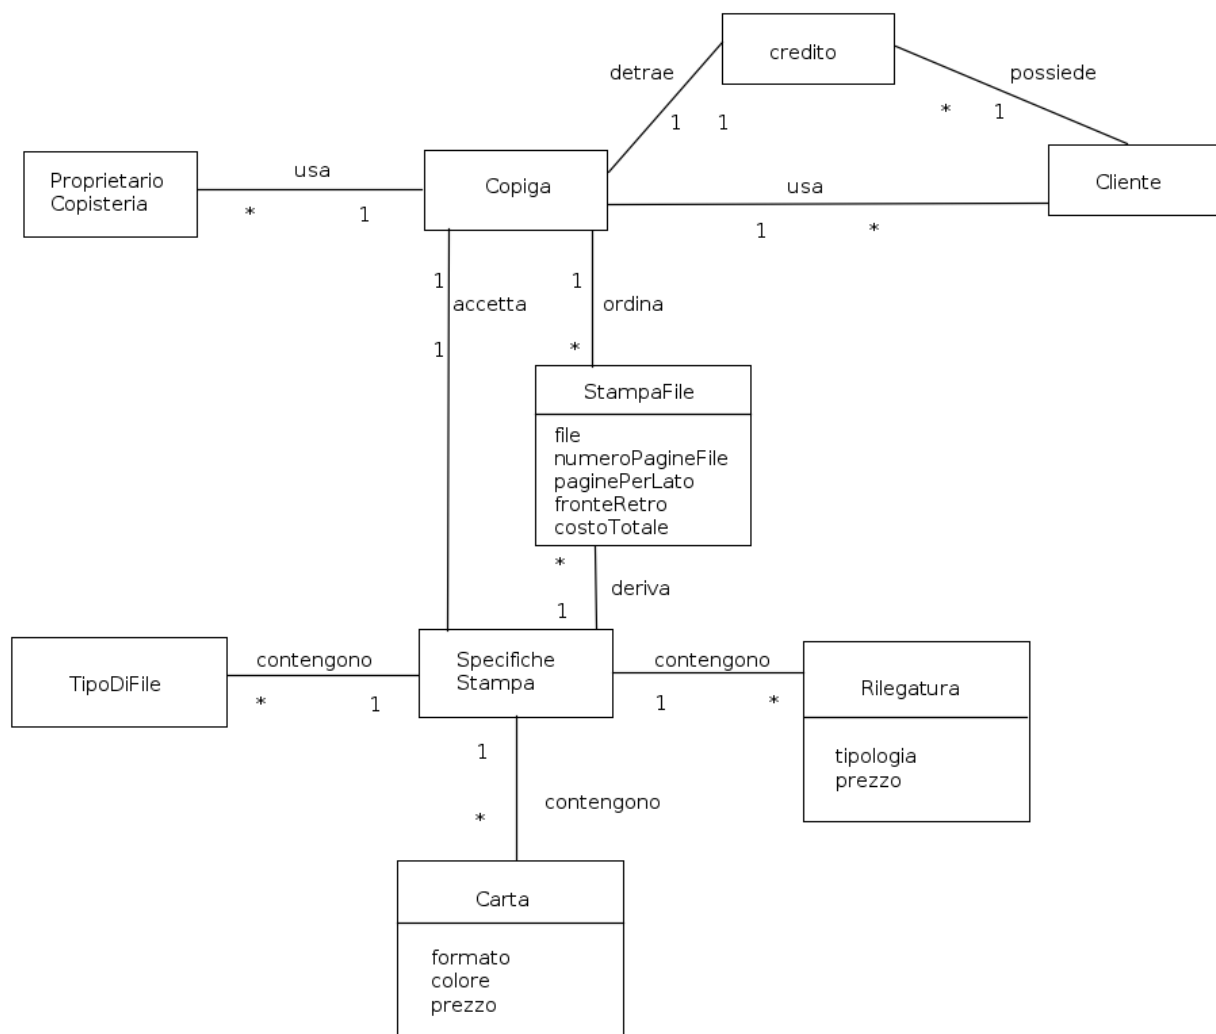 credito
detrae
possiede
1
1
*
1
Proprietario
Copisteria
usa
*
1
Copiga
usa
1
*
Cliente
1
accetta
1
1
ordina
*
StampaFile
file
numeroPagineFile
paginePerLato
fronteRetro
costoTotale
*
deriva
1
TipoDiFile
contengono
*
1
Specifiche
Stampa
contengono
1
*
Rilegatura
tipologia
prezzo
1
contengono
*
Carta
formato
colore
prezzo